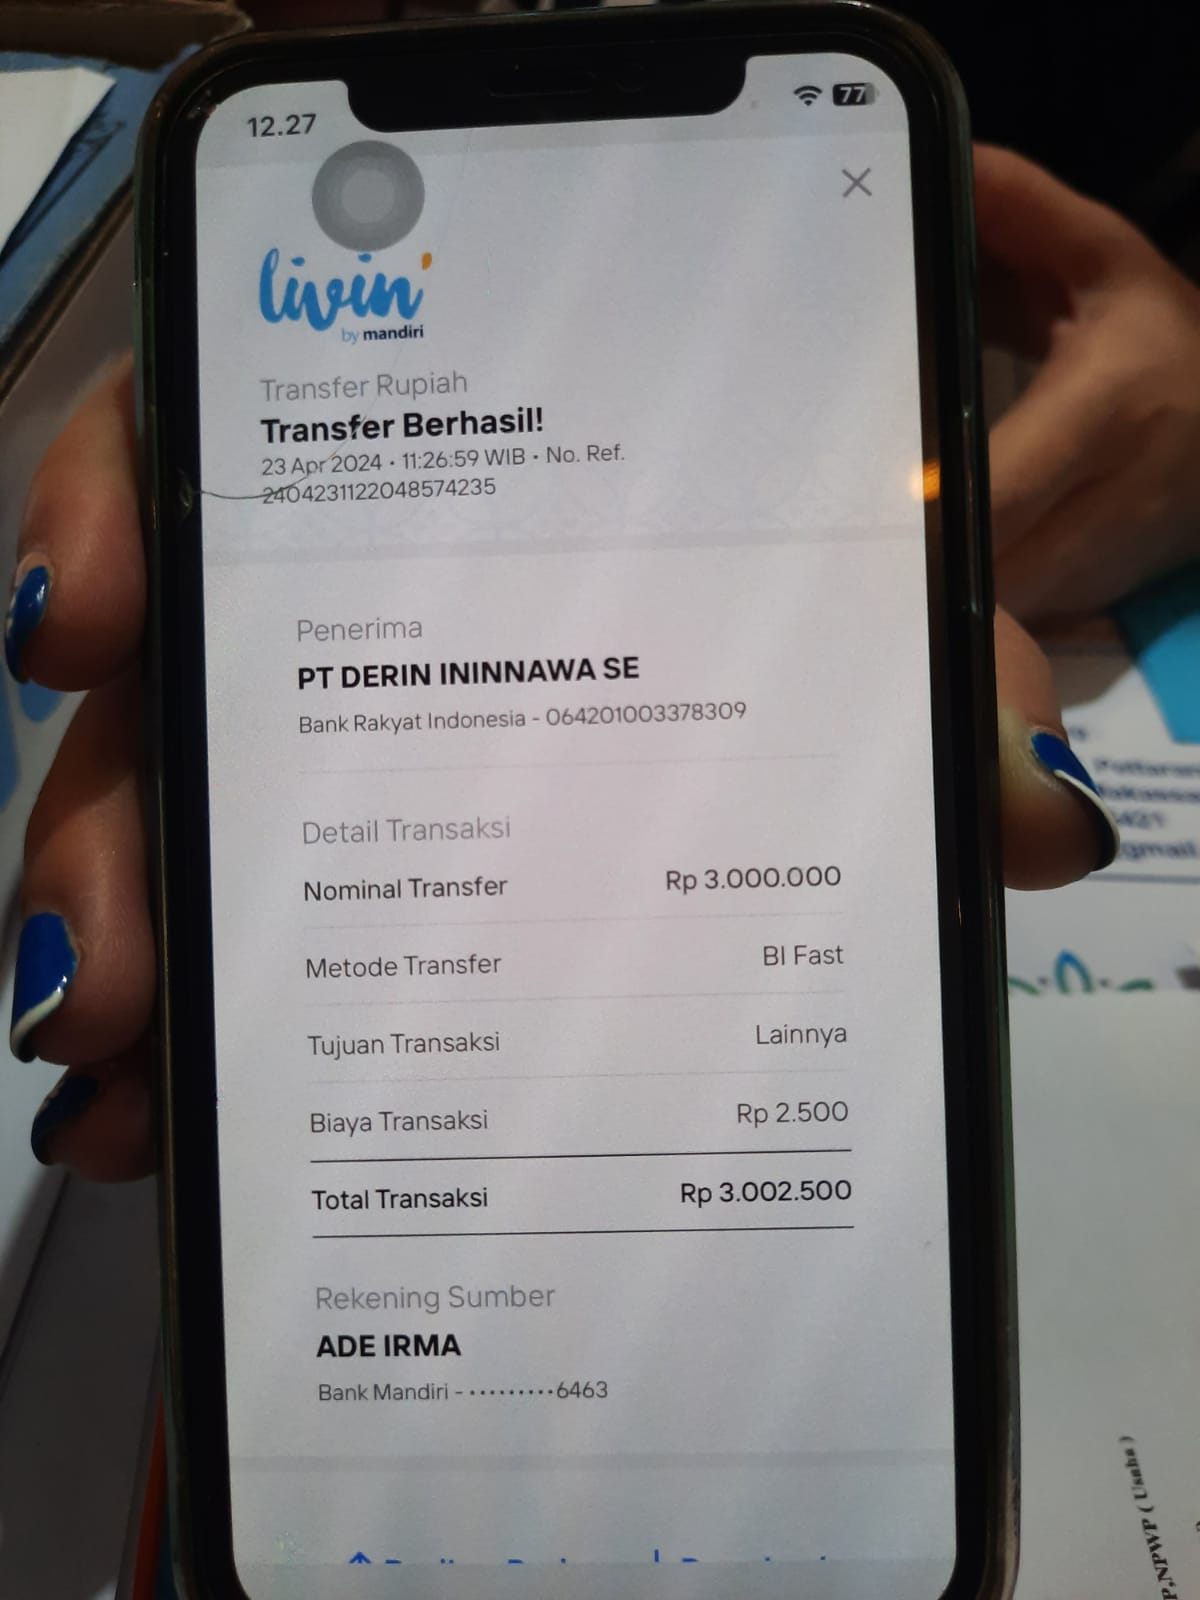 12.27
77
livin'
by mandiri
Transfer Rupiah
Transfer Berhasil!
23 Apr 2024 • 11:26:59 WIB • No. Ref.
2404231122048574235
Penerima
PT DERIN ININNAWA SE
Bank Rakyat Indonesia - 064201003378309
Detail Transaksi
Nominal Transfer Rp 3.000.000
Metode Transfer BI Fast
Tujuan Transaksi Lainnya
Biaya Transaksi Rp 2.500
Total Transaksi Rp 3.002.500
Rekening Sumber
ADE IRMA
Bank Mandiri - ·········6463
gmail
NPWP ( Usaha )